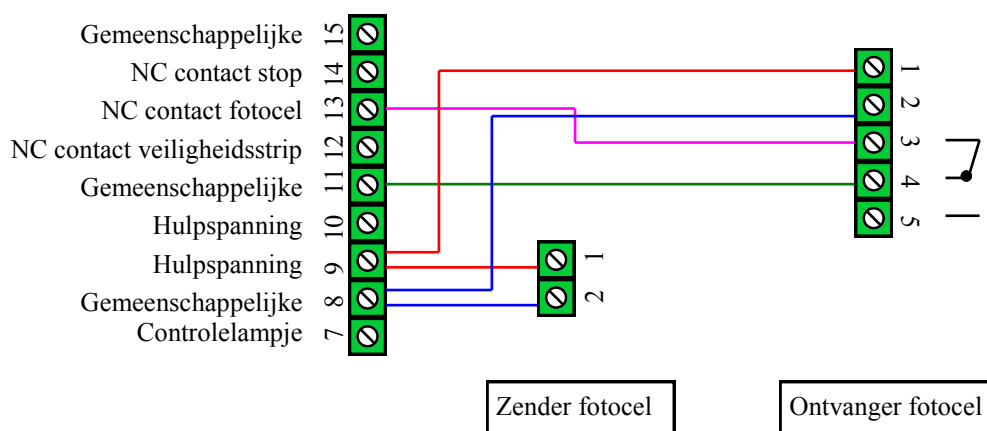 Gemeenschappelijke 15
NC contact stop 14
NC contact fotocel 13
NC contact veiligheidsstrip 12
Gemeenschappelijke 11
Hulpspanning 10
Hulpspanning 9
Gemeenschappelijke 8
Controlelampje 7
1
2
3
4
5
1
2
Zender fotocel
Ontvanger fotocel